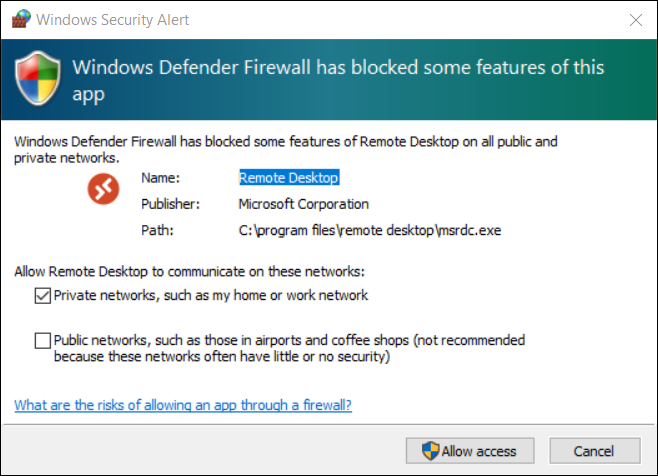 Windows Security Alert
Windows Defender Firewall has blocked some features of this
app
Windows Defender Firewall has blocked some features of Remote Desktop on all public and
private networks.
Name: Remote Desktop
Publisher: Microsoft Corporation
Path: C:\program files\remote desktop\msrdc.exe
Allow Remote Desktop to communicate on these networks:
Private networks, such as my home or work network
Public networks, such as those in airports and coffee shops (not recommended
because these networks often have little or no security)
What are the risks of allowing an app through a firewall?
Allow access Cancel